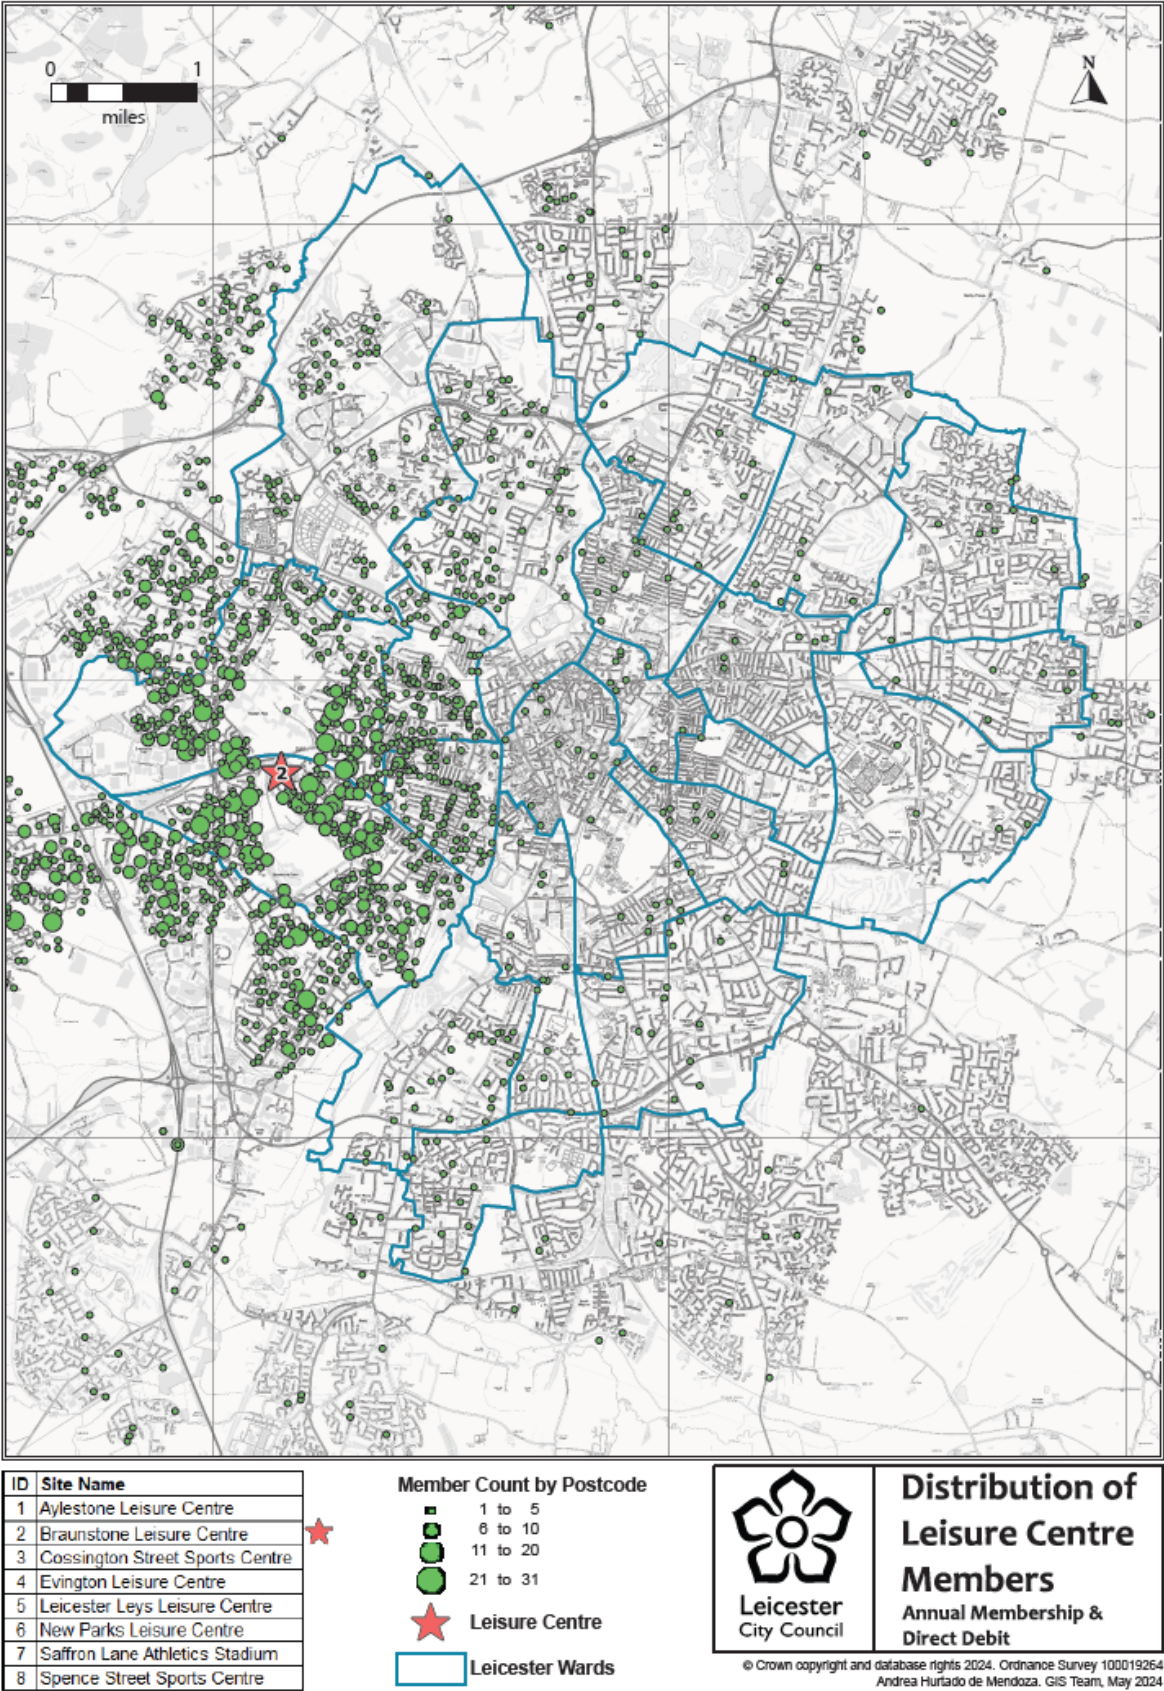 0 1
miles
N
2
ID Site Name
1 Aylestone Leisure Centre
2 Braunstone Leisure Centre
3 Cossington Street Sports Centre
4 Evington Leisure Centre
5 Leicester Leys Leisure Centre
6 New Parks Leisure Centre
7 Saffron Lane Athletics Stadium
8 Spence Street Sports Centre
Member Count by Postcode
1 to 5
6 to 10
11 to 20
21 to 31
Leisure Centre
Leicester Wards
Leicester
City Council
Distribution of
Leisure Centre
Members
Annual Membership &
Direct Debit
© Crown copyright and database rights 2024. Ordnance Survey 100019264
Andrea Hurtado de Mendoza. GIS Team, May 2024